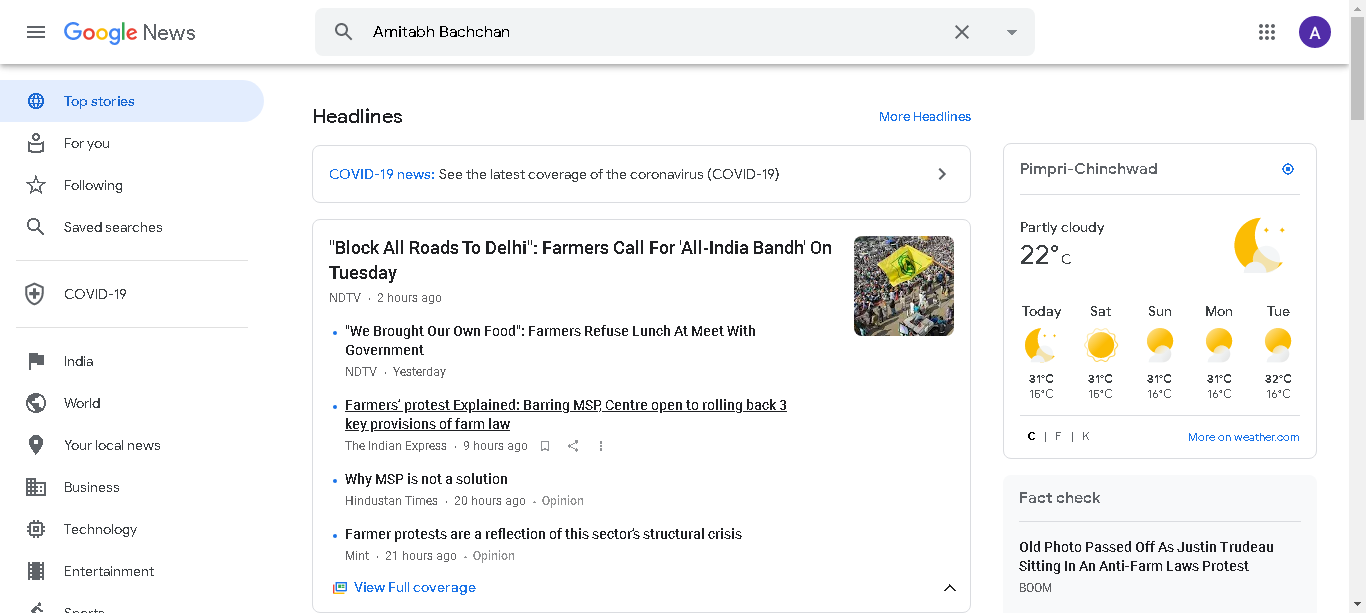 Google News
Amitabh Bachchan
A
Top stories
For you
Following
Saved searches
COVID-19
India
World
Your local news
Business
Technology
Entertainment
Sports
Headlines
More Headlines
COVID-19 news: See the latest coverage of the coronavirus (COVID-19)
"Block All Roads To Delhi": Farmers Call For 'All-India Bandh' On
Tuesday
NDTV · 2 hours ago
"We Brought Our Own Food": Farmers Refuse Lunch At Meet With
Government
NDTV · Yesterday
Farmers’ protest Explained: Barring MSP, Centre open to rolling back 3
key provisions of farm law
The Indian Express · 9 hours ago
Why MSP is not a solution
Hindustan Times · 20 hours ago · Opinion
Farmer protests are a reflection of this sector’s structural crisis
Mint · 21 hours ago · Opinion
View Full coverage
Pimpri-Chinchwad
Partly cloudy
22°C
Today Sat Sun Mon Tue
31°C 31°C 31°C 31°C 32°C
15°C 15°C 16°C 16°C 16°C
C | F | K
More on weather.com
Fact check
Old Photo Passed Off As Justin Trudeau
Sitting In An Anti-Farm Laws Protest
BOOM